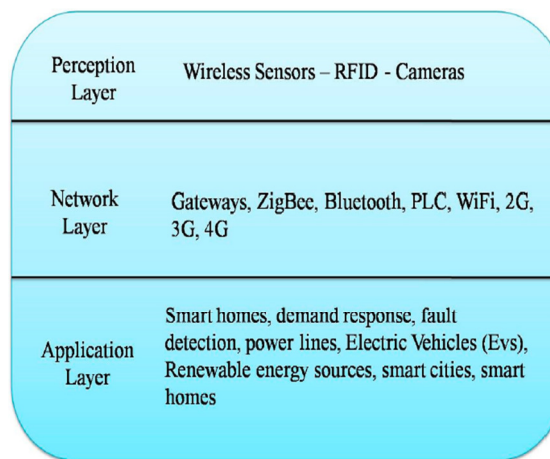 Perception
Layer
Wireless Sensors – RFID - Cameras
Network
Layer
Gateways, ZigBee, Bluetooth, PLC, WiFi, 2G,
3G, 4G
Application
Layer
Smart homes, demand response, fault
detection, power lines, Electric Vehicles (Evs),
Renewable energy sources, smart cities, smart
homes